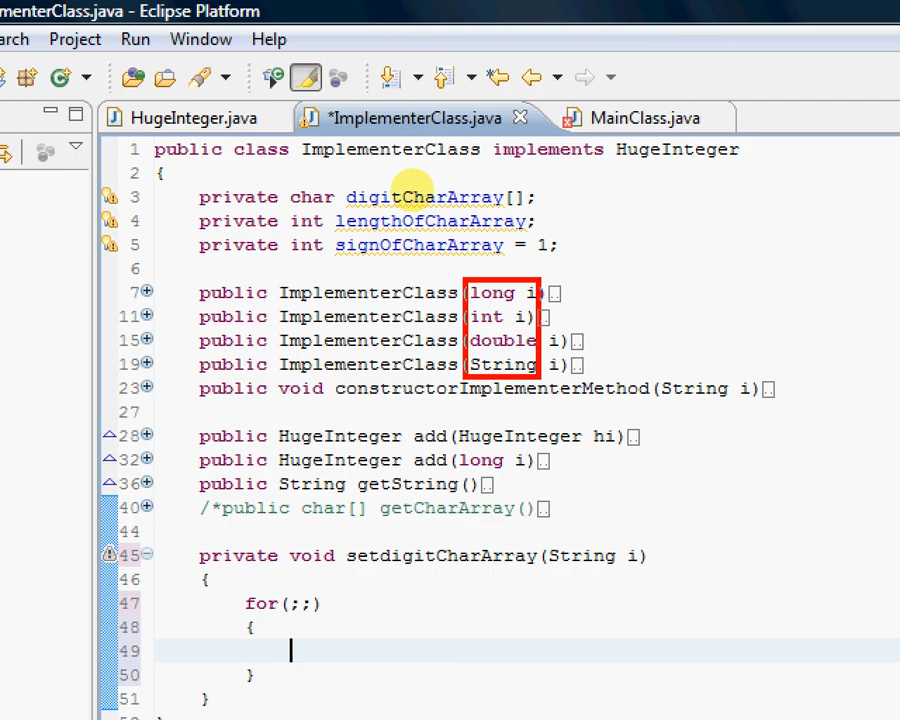 menterClass.java - Eclipse Platform
arch Project Run Window Help
HugeInteger.java *ImplementerClass.java MainClass.java
1 public class ImplementerClass implements HugeInteger
2 {
3 private char digitCharArray[];
4 private int lengthOfCharArray;
5 private int signOfCharArray = 1;
6
7 public ImplementerClass(long i)
11 public ImplementerClass(int i)
15 public ImplementerClass(double i)
19 public ImplementerClass(String i)
23 public void constructorImplementerMethod(String i)
27
28 public HugeInteger add(HugeInteger hi)
32 public HugeInteger add(long i)
36 public String getString()
40 /*public char[] getCharArray()
44
45 private void setdigitCharArray(String i)
46 {
47 for(;;)
48 {
49
50 }
51 }